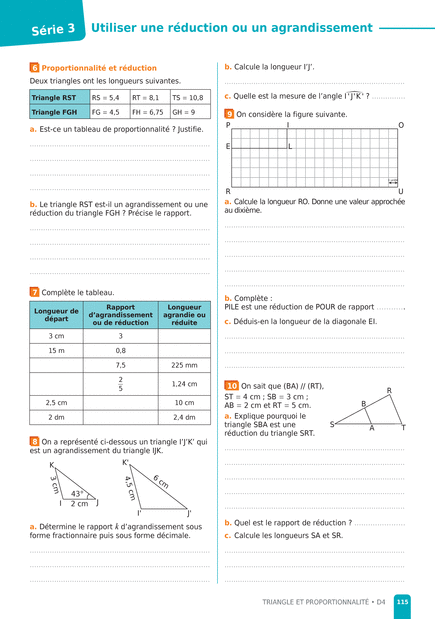 Série 3
Utiliser une réduction ou un agrandissement
6 Proportionnalité et réduction
Deux triangles ont les longueurs suivantes.
Triangle RST RS = 5,4 RT = 8,1 TS = 10,8
Triangle FGH FG = 4,5 FH = 6,75 GH = 9
a. Est-ce un tableau de proportionnalité ? Justifie.
b. Le triangle RST est-il un agrandissement ou une
réduction du triangle FGH ? Précise le rapport.
7 Complète le tableau.
Longueur de départ Rapport d'agrandissement ou de réduction Longueur agrandie ou réduite
3 cm 3
15 m 0,8
7,5 225 mm
2/5 1,24 cm
2,5 cm 10 cm
2 dm 2,4 dm
8 On a représenté ci-dessous un triangle I'J'K' qui
est un agrandissement du triangle IJK.
K 3 cm 43° I 2 cm J
K' 4,5 cm 6 cm I' J'
a. Détermine le rapport k d'agrandissement sous
forme fractionnaire puis sous forme décimale.
b. Calcule la longueur I'J'.
c. Quelle est la mesure de l'angle I'J'K' ?
9 On considère la figure suivante.
P I O
E L
R U
a. Calcule la longueur RO. Donne une valeur approchée
au dixième.
b. Complète :
PILE est une réduction de POUR de rapport
c. Déduis-en la longueur de la diagonale EI.
10 On sait que (BA) // (RT),
ST = 4 cm ; SB = 3 cm ;
AB = 2 cm et RT = 5 cm.
a. Explique pourquoi le
triangle SBA est une
réduction du triangle SRT.
R
B
S A T
b. Quel est le rapport de réduction ?
c. Calcule les longueurs SA et SR.
TRIANGLE ET PROPORTIONNALITÉ • D4 115